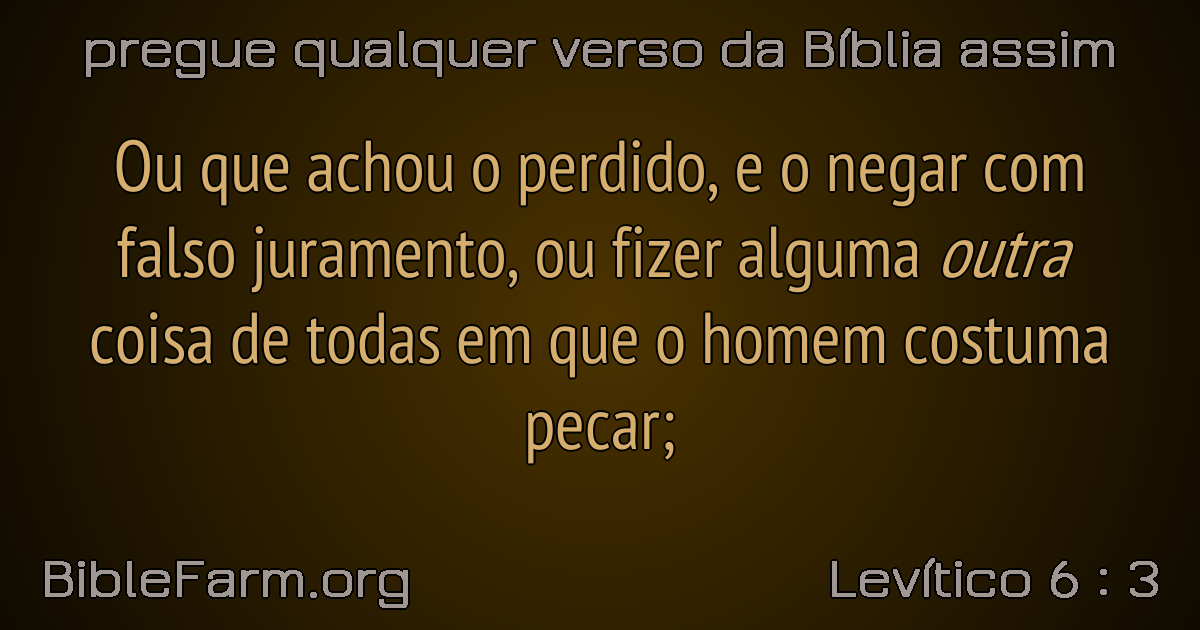 pregue qualquer verso da Bíblia assim
Ou que achou o perdido, e o negar com
falso juramento, ou fizer alguma outra
coisa de todas em que o homem costuma
pecar;
BibleFarm.org
Levítico 6 : 3